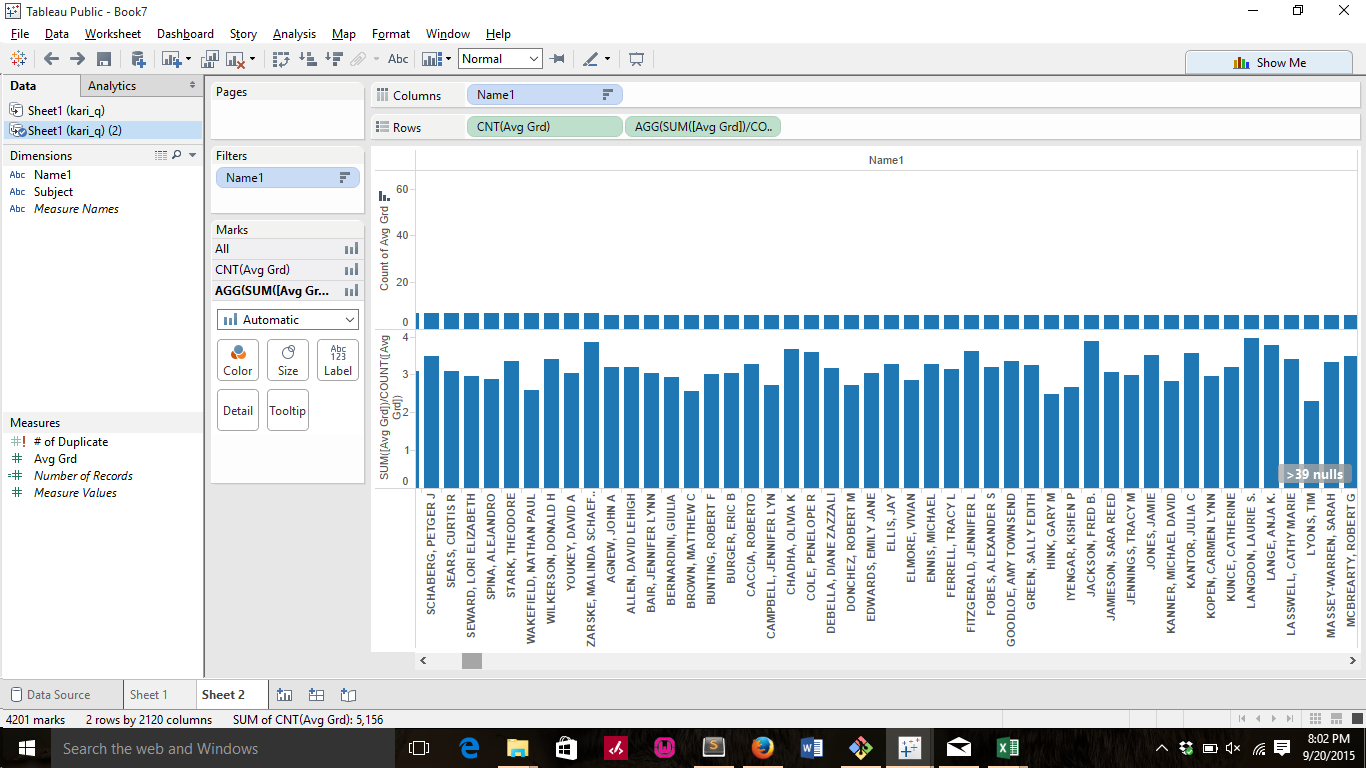 Tableau Public - Book7
File Data Worksheet Dashboard Story Analysis Map Format Window Help
Abc Normal Show Me
Data Analytics
Sheet1 (kari_q)
Sheet1 (kari_q) (2)
Dimensions
Abc Name1
Abc Subject
Abc Measure Names
Measures
# of Duplicate
Avg Grd
Number of Records
Measure Values
Pages
Filters
Name1
Marks
All
CNT(Avg Grd)
AGG(SUM([Avg Gr...
Automatic
Color Size Abc 123 Label
Detail Tooltip
Columns Name1
Rows CNT(Avg Grd) AGG(SUM([Avg Grd])/CO..
Name1
Count of Avg Grd
60
40
20
0
SUM([Avg Grd])/COUNT([Avg Grd])
4
3
2
1
0
>39 nulls
SCHABERG, PETGER J
SEARS, CURTIS R
SEWARD, LORI ELIZABETH
SPINA, ALEJANDRO
STARK, THEODORE
WAKEFIELD, NATHAN PAUL
WILKERSON, DONALD H
YOUKEY, DAVID A
ZARSKE, MALINDA SCHAEF..
AGNEW, JOHN A
ALLEN, DAVID LEHIGH
BAIR, JENNIFER LYNN
BERNARDINI, GIULIA
BROWN, MATTHEW C
BUNTING, ROBERT F
BURGER, ERIC B
CACCIA, ROBERTO
CAMPBELL, JENNIFER LYN
CHADHA, OLIVIA K
COLE, PENELOPE R
DEBELLA, DIANE ZAZZALI
DONCHEZ, ROBERT M
EDWARDS, EMILY JANE
ELLIS, JAY
ELMORE, VIVIAN
ENNIS, MICHAEL
FERRELL, TRACY L
FITZGERALD, JENNIFER L
FOBES, ALEXANDER S
GOODLOE, AMY TOWNSEND
GREEN, SALLY EDITH
HINK, GARY M
IYENGAR, KISHEN P
JACKSON, FRED B.
JAMIESON, SARA REED
JENNINGS, TRACY M
JONES, JAMIE
KANNER, MICHAEL DAVID
KANTOR, JULIA C
KOPEN, CARMEN LYNN
KUNCE, CATHERINE
LANGDON, LAURIE S.
LANGE, ANJA K.
LASSWELL, CATHY MARIE
LYONS, TIM
MASSEY-WARREN, SARAH
MCBREARTY, ROBERT G
Data Source Sheet 1 Sheet 2
4201 marks 2 rows by 2120 columns SUM of CNT(Avg Grd): 5,156
Search the web and Windows
8:02 PM
9/20/2015